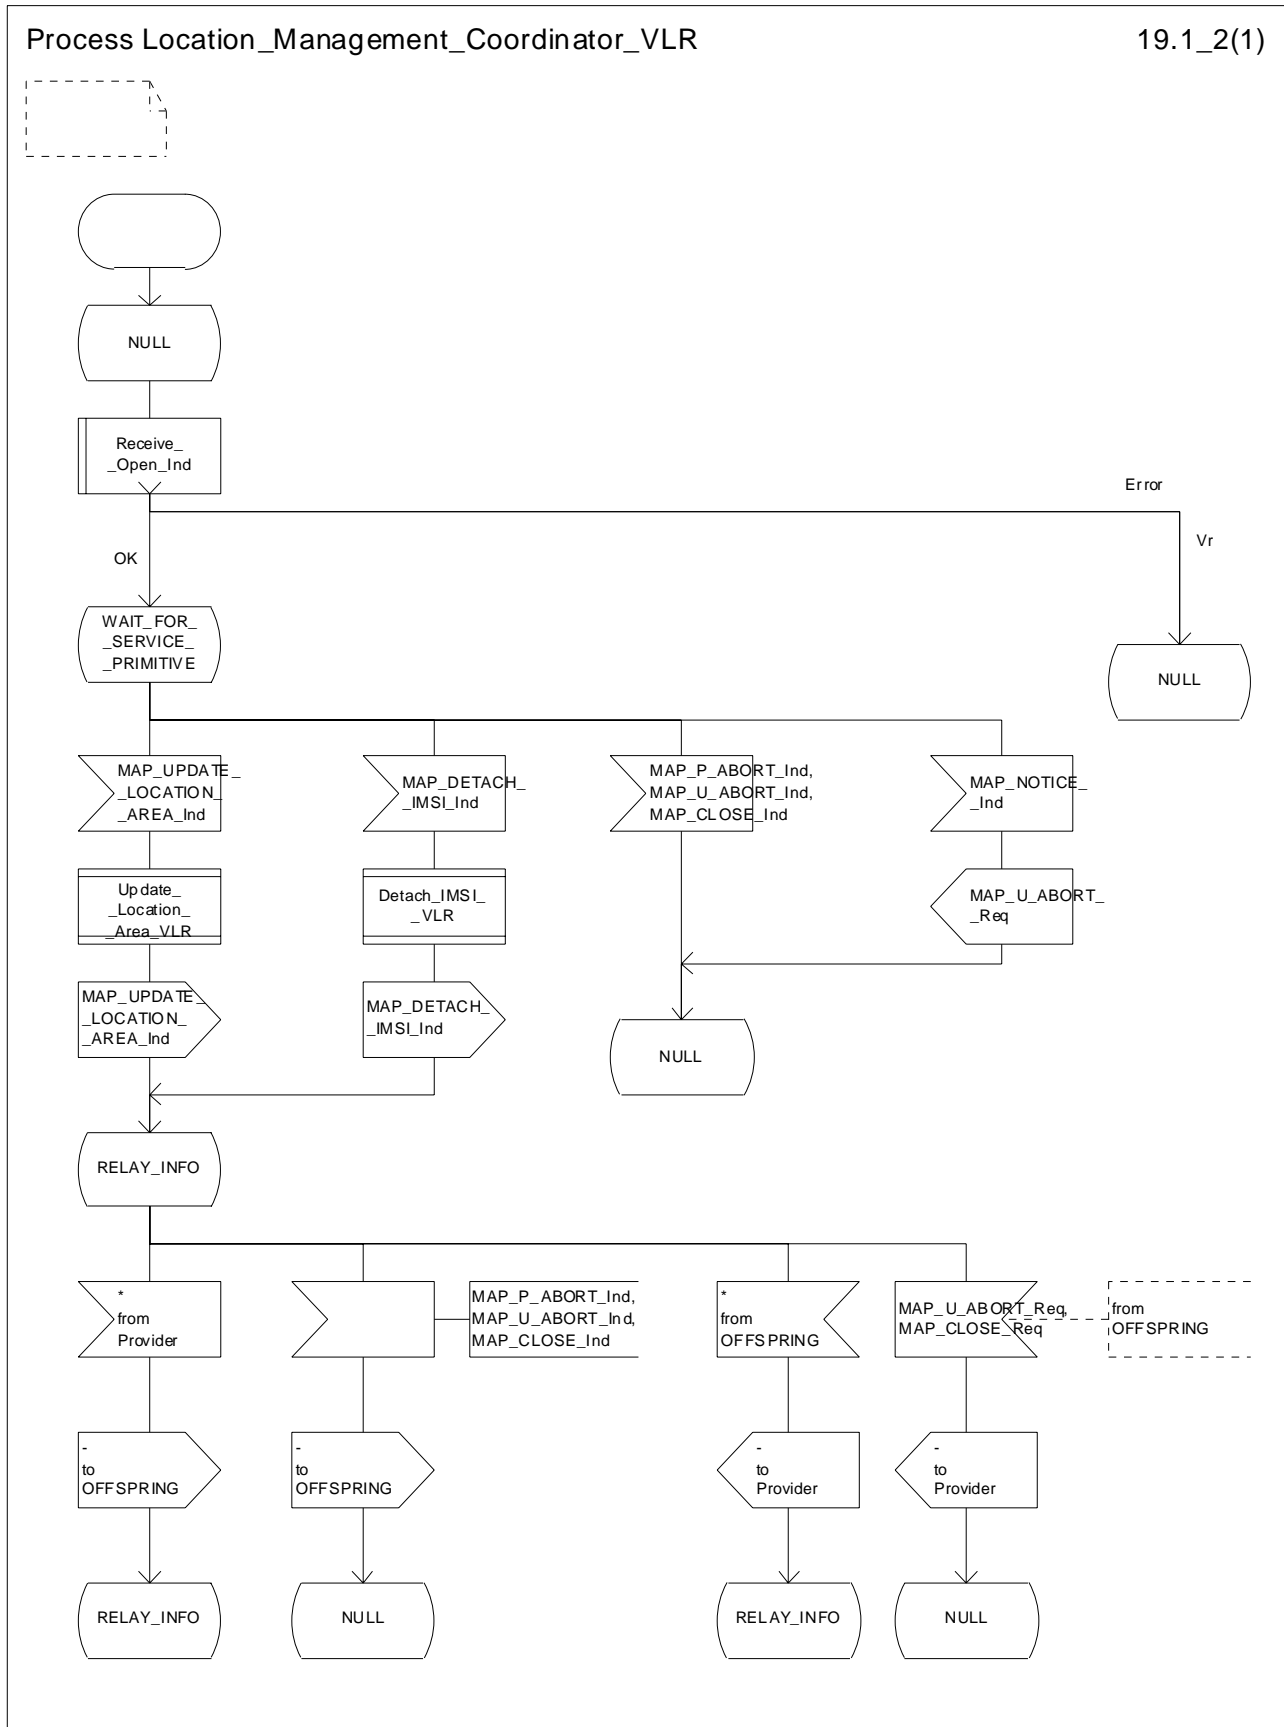 Process Location_Management_Coordinator_VLR
19.1_2(1)
NULL
Receive_
_Open_Ind
Error
Vr
OK
WAIT_FOR_
_SERVICE_
_PRIMITIVE
NULL
MAP_UPDATE_
_LOCATION_
_AREA_Ind
MAP_DETACH_
_IMSI_Ind
MAP_P_ABORT_Ind,
MAP_U_ABORT_Ind,
MAP_CLOSE_Ind
MAP_NOTICE_
_Ind
Update_
_Location_
_Area_VLR
Detach_IMSI_
_VLR
MAP_U_ABORT_
_Req
MAP_UPDATE_
_LOCATION_
_AREA_Ind
MAP_DETACH_
_IMSI_Ind
NULL
RELAY_INFO
*
from
Provider
MAP_P_ABORT_Ind,
MAP_U_ABORT_Ind,
MAP_CLOSE_Ind
*
from
OFFSPRING
MAP_U_ABORT_Req,
MAP_CLOSE_Req
from
OFFSPRING
-
to
OFFSPRING
-
to
OFFSPRING
-
to
Provider
-
to
Provider
RELAY_INFO
NULL
RELAY_INFO
NULL